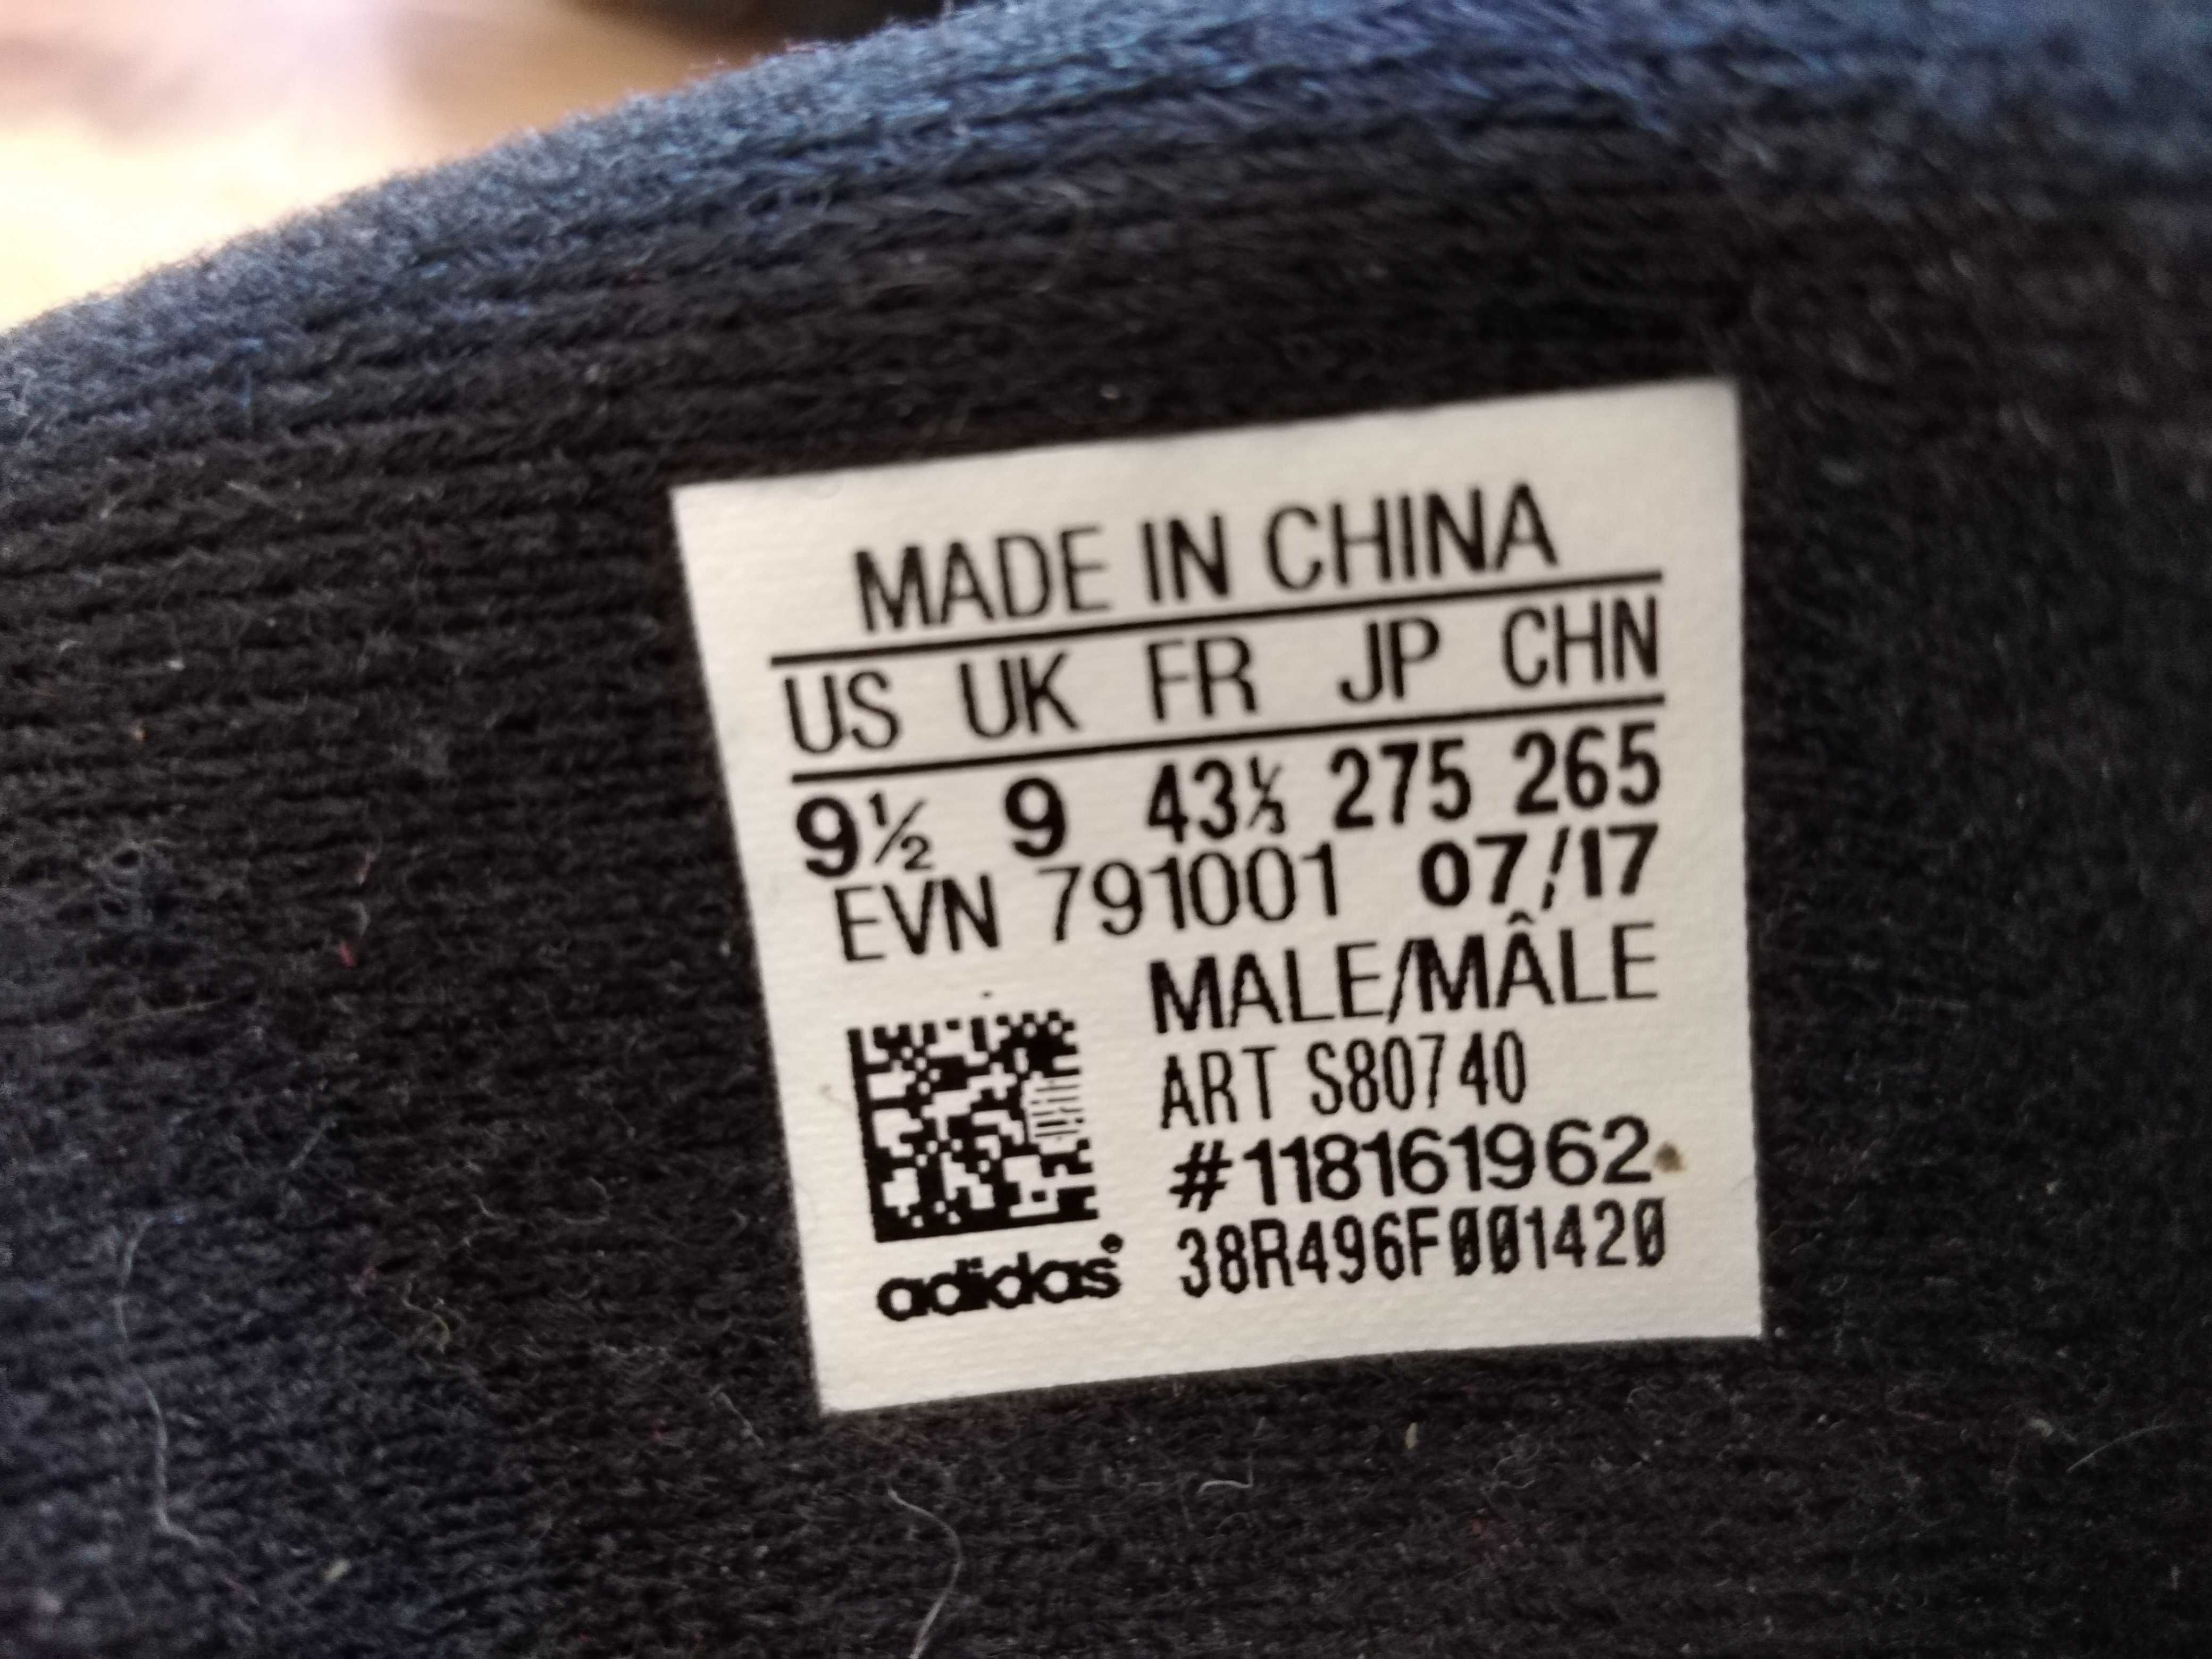 MADE IN CHINA
US UK FR JP CHN
9½ 9 43⅓ 275 265
EVN 791001 07/17
MALE/MÂLE
ART S80740
#118161962
adidas® 38R496F001420